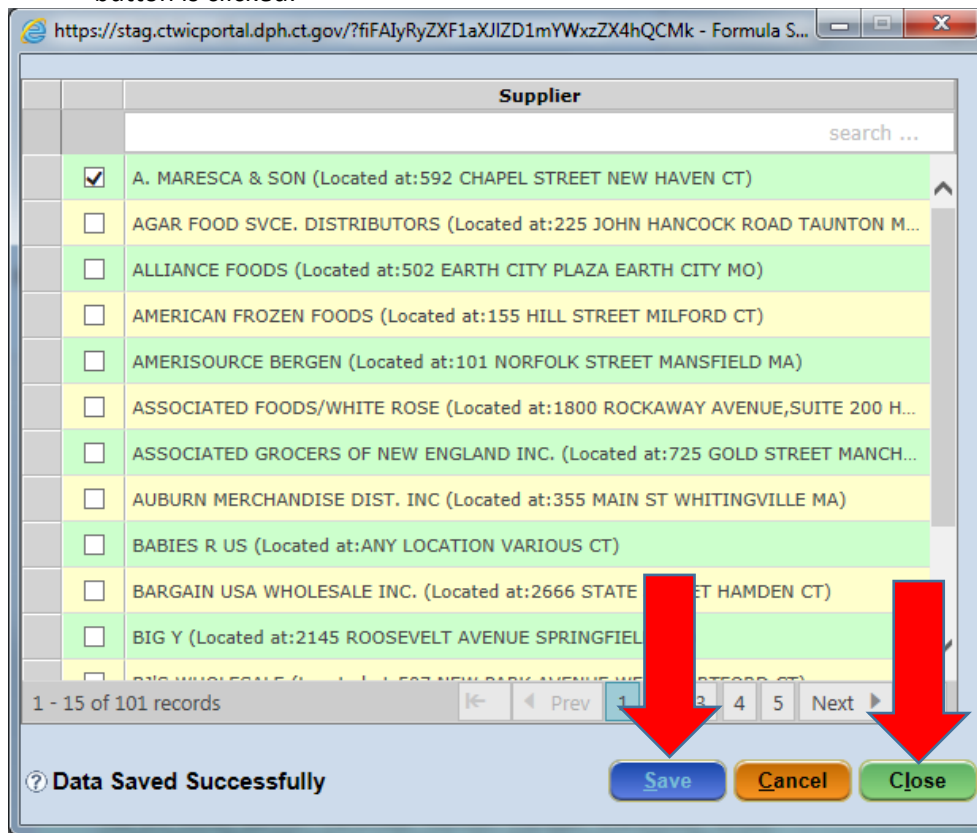 button is clicked.
https://stag.ctwicportal.dph.ct.gov/?fiFAIyRyZXF1aXJlZD1mYWxzZX4hQCMk - Formula S...
Supplier
search ...
A. MARESCA & SON (Located at:592 CHAPEL STREET NEW HAVEN CT)
AGAR FOOD SVCE. DISTRIBUTORS (Located at:225 JOHN HANCOCK ROAD TAUNTON M...
ALLIANCE FOODS (Located at:502 EARTH CITY PLAZA EARTH CITY MO)
AMERICAN FROZEN FOODS (Located at:155 HILL STREET MILFORD CT)
AMERISOURCE BERGEN (Located at:101 NORFOLK STREET MANSFIELD MA)
ASSOCIATED FOODS/WHITE ROSE (Located at:1800 ROCKAWAY AVENUE,SUITE 200 H...
ASSOCIATED GROCERS OF NEW ENGLAND INC. (Located at:725 GOLD STREET MANCH...
AUBURN MERCHANDISE DIST. INC (Located at:355 MAIN ST WHITINGVILLE MA)
BABIES R US (Located at:ANY LOCATION VARIOUS CT)
BARGAIN USA WHOLESALE INC. (Located at:2666 STATE ET HAMDEN CT)
BIG Y (Located at:2145 ROOSEVELT AVENUE SPRINGFIEL
1 - 15 of 101 records Prev 1 3 4 5 Next
Data Saved Successfully Save Cancel Close